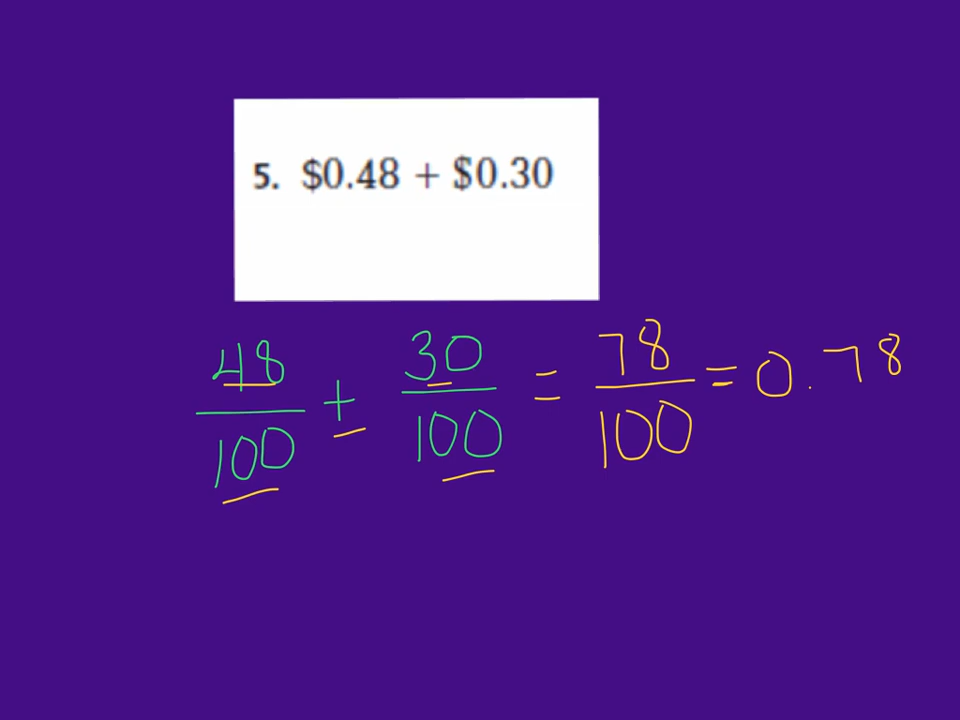 5. $0.48 + $0.30
48/100 + 30/100 = 78/100 = 0.78